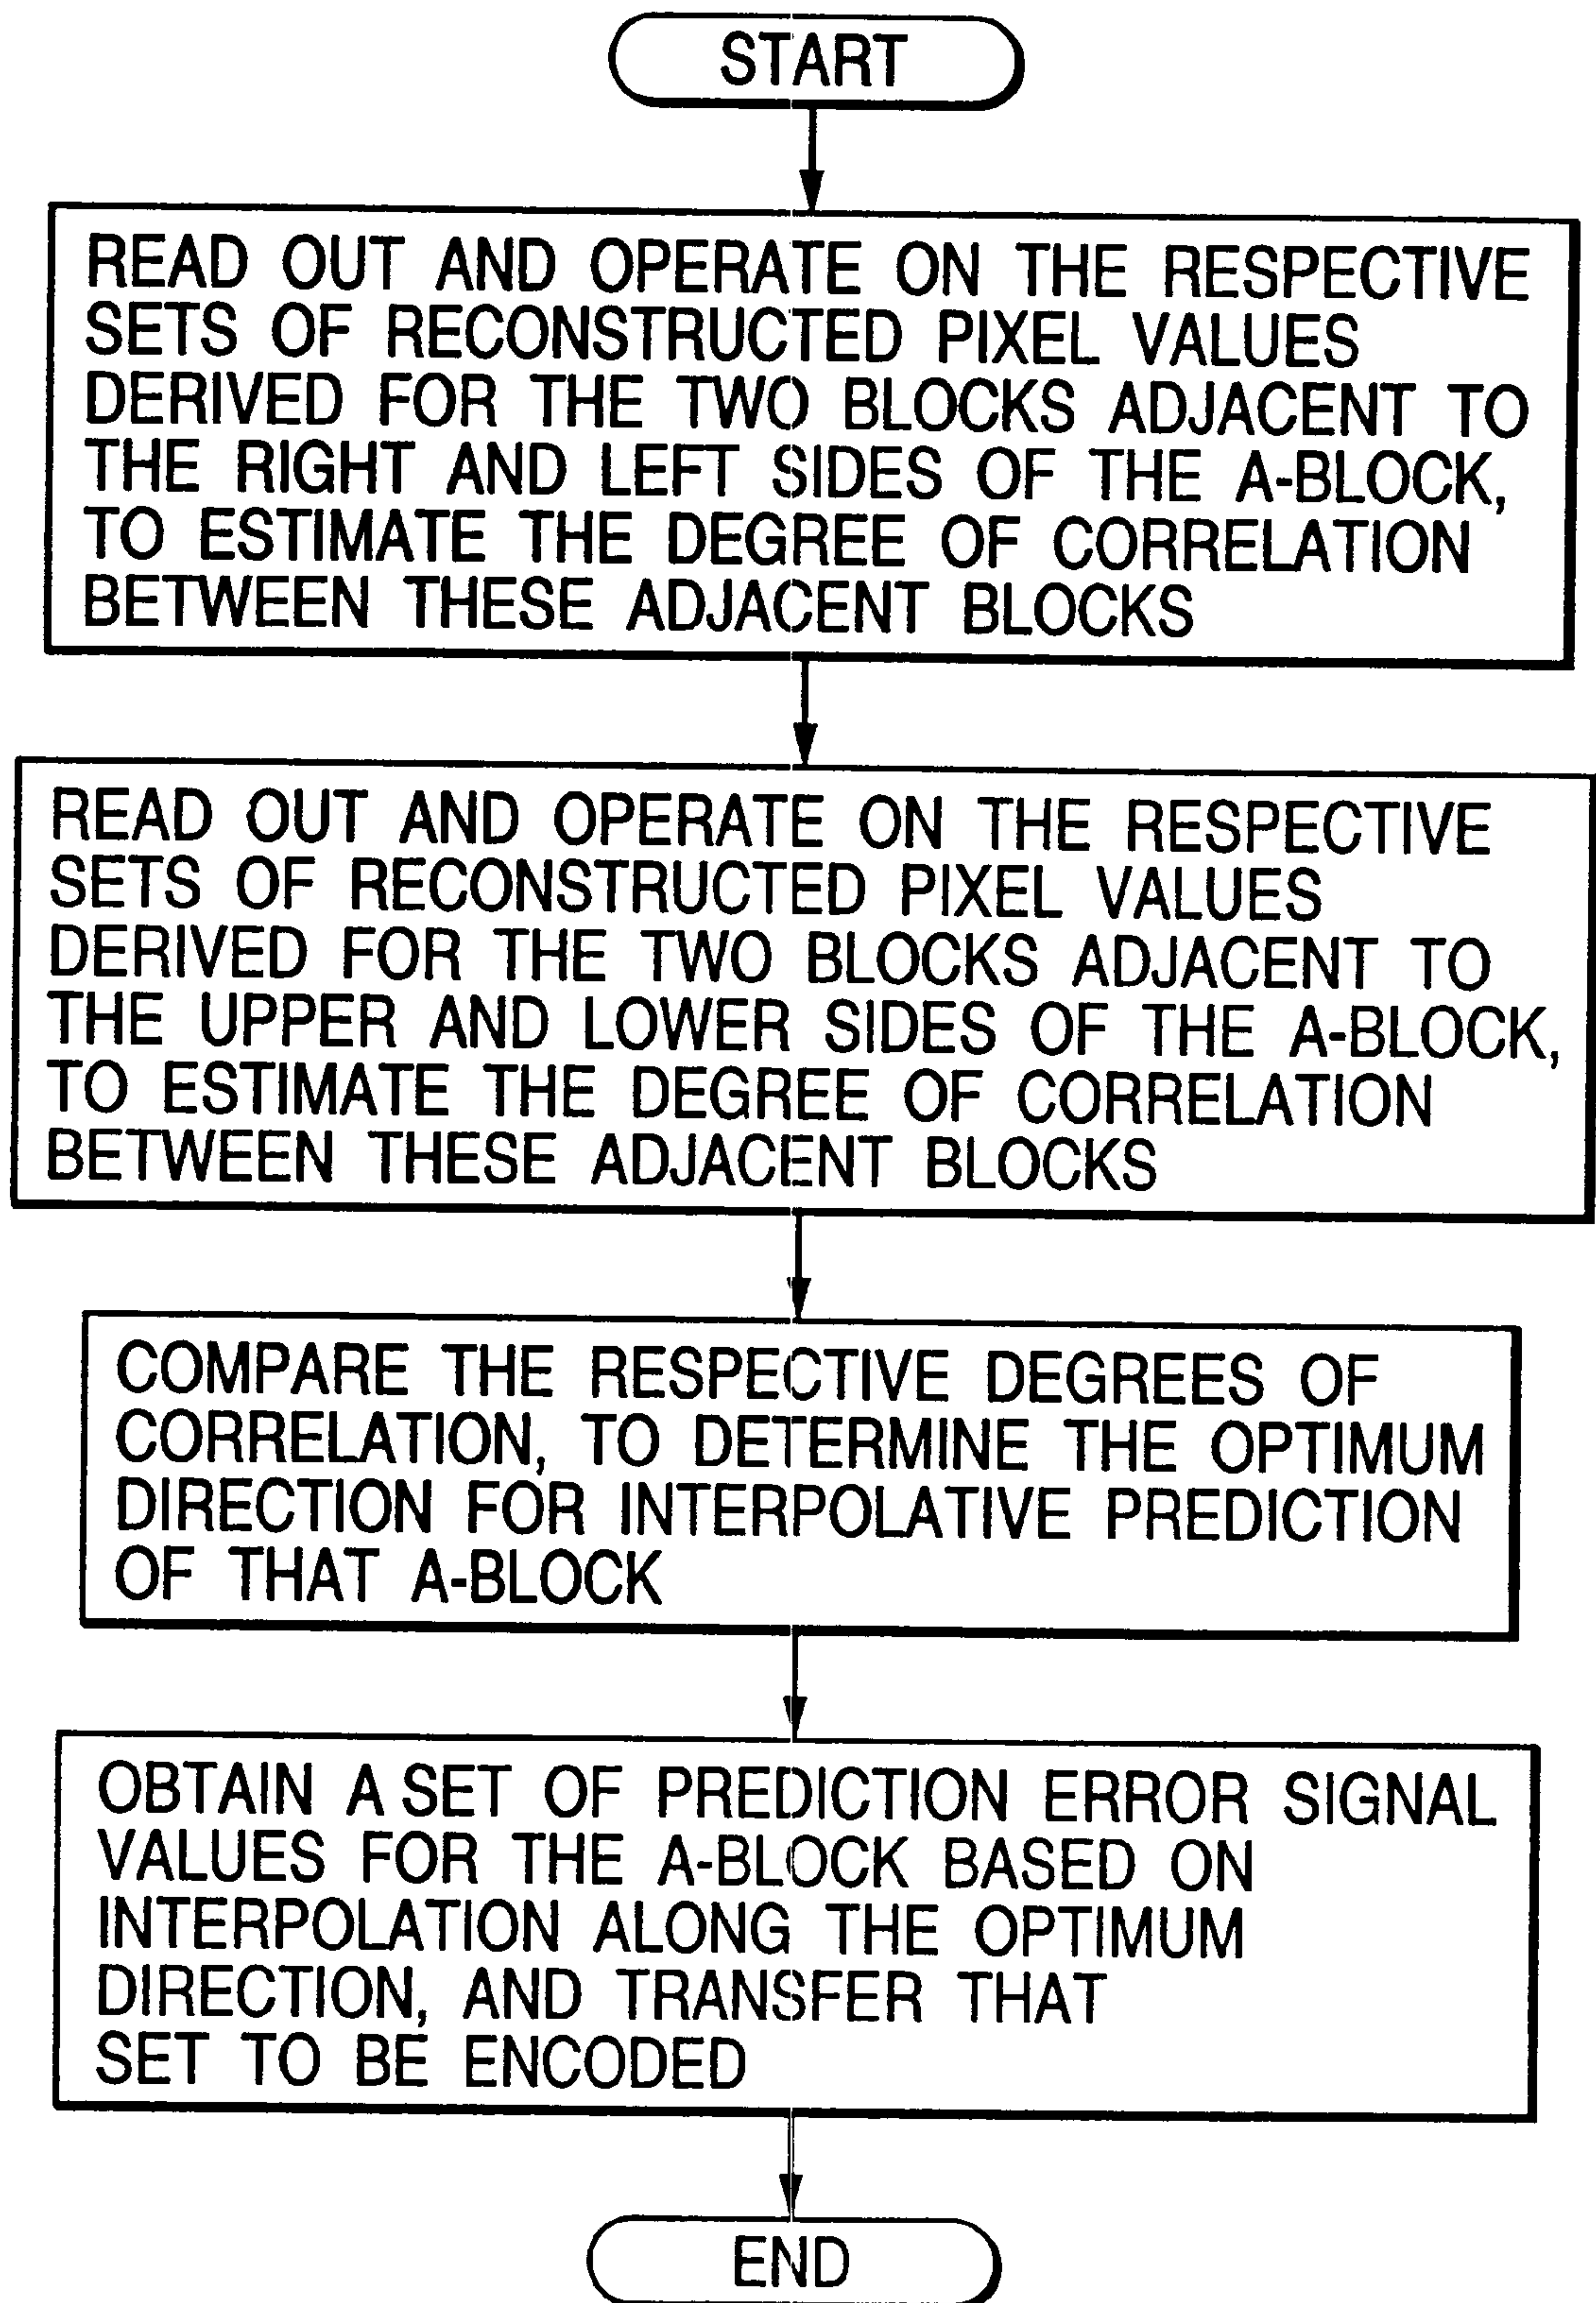 START
READ OUT AND OPERATE ON THE RESPECTIVE
SETS OF RECONSTRUCTED PIXEL VALUES
DERIVED FOR THE TWO BLOCKS ADJACENT TO
THE RIGHT AND LEFT SIDES OF THE A-BLOCK,
TO ESTIMATE THE DEGREE OF CORRELATION
BETWEEN THESE ADJACENT BLOCKS
READ OUT AND OPERATE ON THE RESPECTIVE
SETS OF RECONSTRUCTED PIXEL VALUES
DERIVED FOR THE TWO BLOCKS ADJACENT TO
THE UPPER AND LOWER SIDES OF THE A-BLOCK,
TO ESTIMATE THE DEGREE OF CORRELATION
BETWEEN THESE ADJACENT BLOCKS
COMPARE THE RESPECTIVE DEGREES OF
CORRELATION, TO DETERMINE THE OPTIMUM
DIRECTION FOR INTERPOLATIVE PREDICTION
OF THAT A-BLOCK
OBTAIN A SET OF PREDICTION ERROR SIGNAL
VALUES FOR THE A-BLOCK BASED ON
INTERPOLATION ALONG THE OPTIMUM
DIRECTION, AND TRANSFER THAT
SET TO BE ENCODED
END